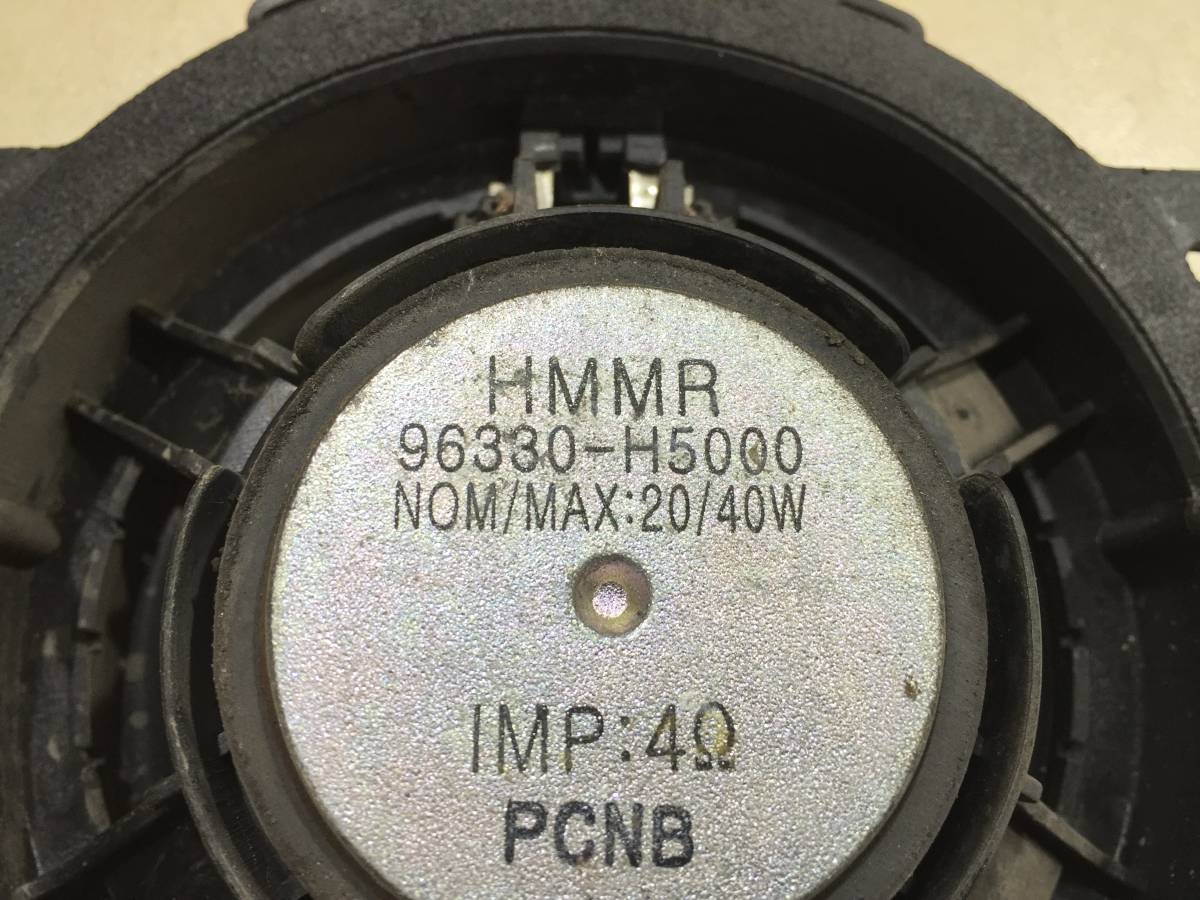 HMMR
96330-H5000
NOM/MAX:20/40W
IMP:4Ω
PCNB